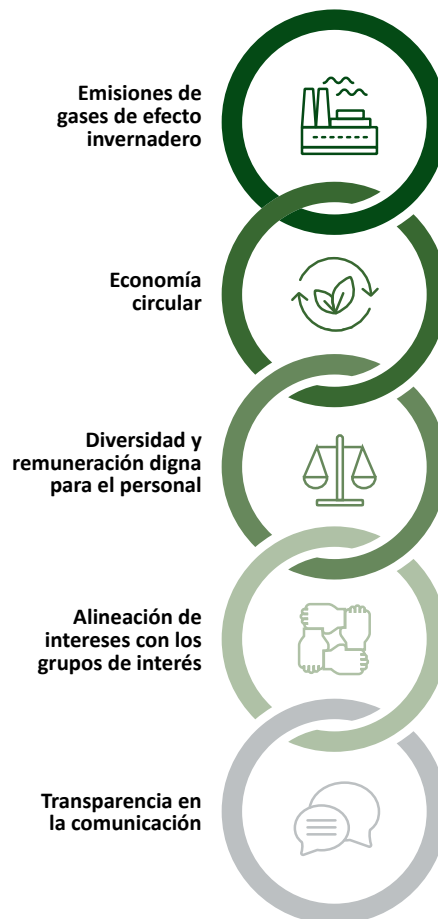 Emisiones de
gases de efecto
invernadero
Economía
circular
Diversidad y
remuneración digna
para el personal
Alineación de
intereses con los
grupos de interés
Transparencia en
la comunicación